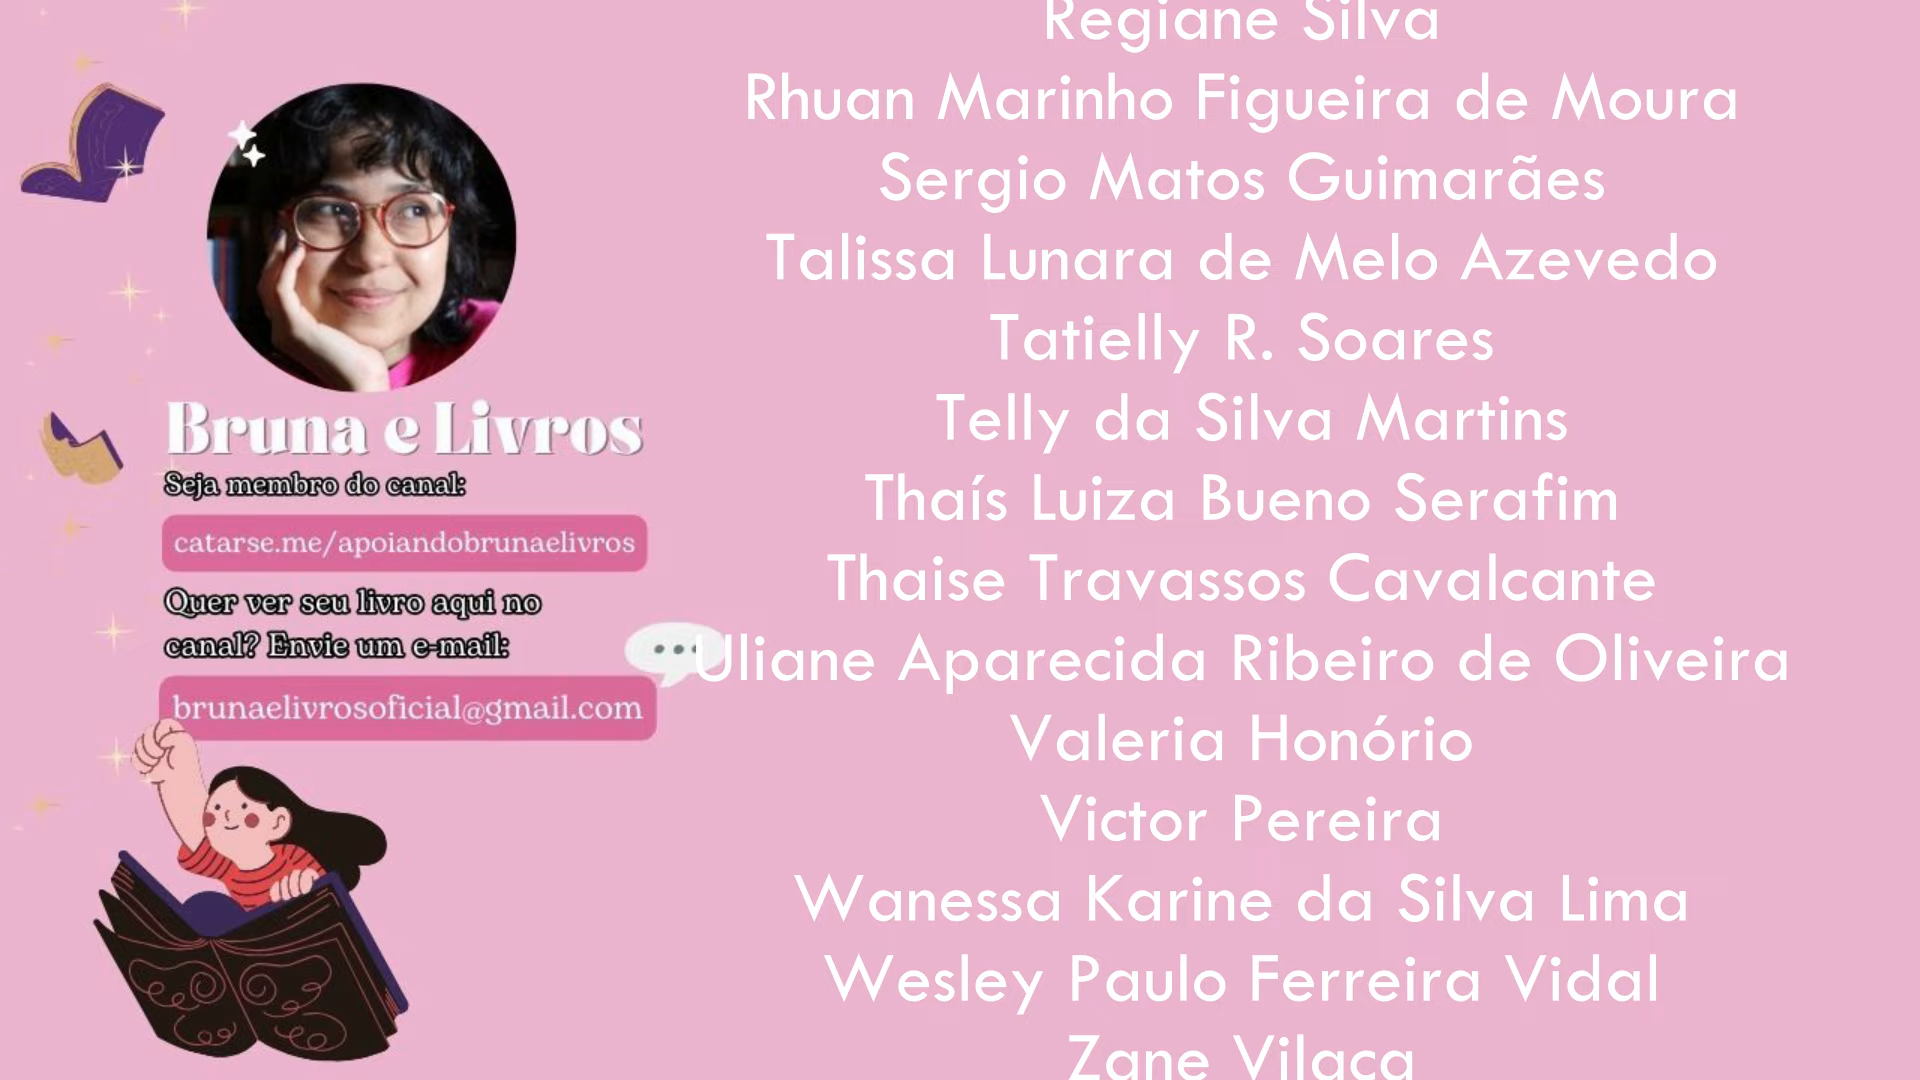 Bruna e Livros
Seja membro do canal:
catarse.me/apoiandobrunaelivros
Quer ver seu livro aqui no
canal? Envie um e-mail:
brunaelivrosoficial@gmail.com
Regiane Silva
Rhuan Marinho Figueira de Moura
Sergio Matos Guimarães
Talissa Lunara de Melo Azevedo
Tatielly R. Soares
Telly da Silva Martins
Thaís Luiza Bueno Serafim
Thaise Travassos Cavalcante
Uliane Aparecida Ribeiro de Oliveira
Valeria Honório
Victor Pereira
Wanessa Karine da Silva Lima
Wesley Paulo Ferreira Vidal
Zane